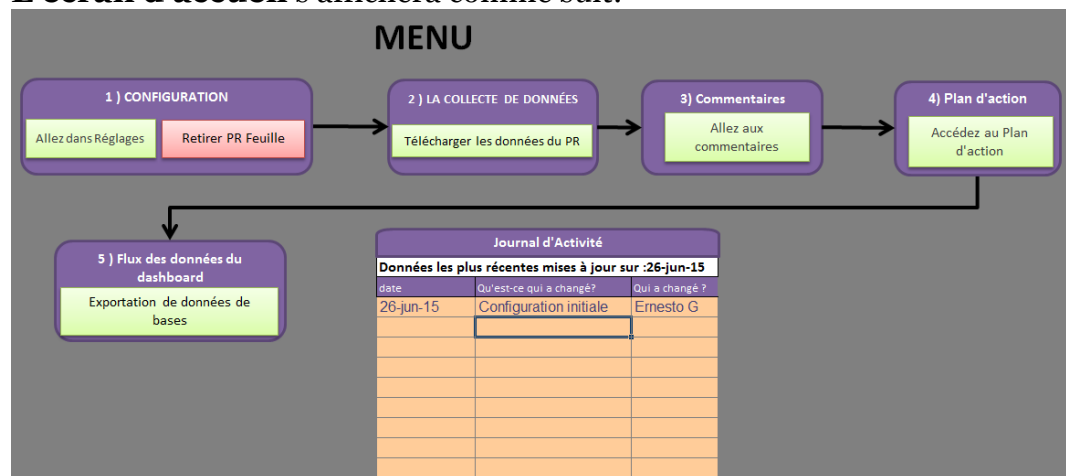 L'écran d'accueil s'affichera comme suit:
MENU
1 ) CONFIGURATION
Allez dans Réglages
Retirer PR Feuille
2 ) LA COLLECTE DE DONNÉES
Télécharger les données du PR
3) Commentaires
Allez aux
commentaires
4) Plan d'action
Accédez au Plan
d'action
5 ) Flux des données du
dashboard
Exportation de données de
bases
Journal d'Activité
Données les plus récentes mises à jour sur :26-jun-15
date Qu'est-ce qui a changé? Qui a changé ?
26-jun-15 Configuration initiale Ernesto G